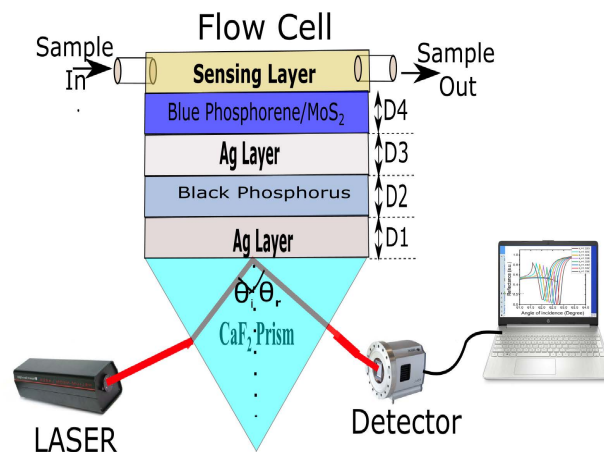 Flow Cell
Sample
In
Sample
Out
Sensing Layer
Blue Phosphorene/MoS₂
D4
Ag Layer
D3
Black Phosphorus
D2
Ag Layer
D1
θi θr
CaF₂ Prism
LASER
Detector
Reflectance (a.u.)
Angle of Incidence (Degree)